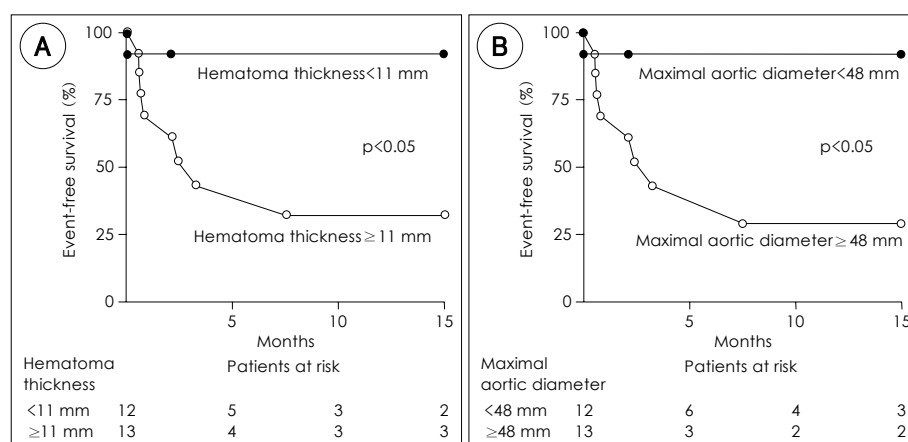 A
100
75
50
25
0
Event-free survival (%)
Hematoma thickness<11 mm
p<0.05
Hematoma thickness≥11 mm
5 10 15
Months
Hematoma thickness
Patients at risk
<11 mm 12 5 3 2
≥11 mm 13 4 3 3
B
100
75
50
25
0
Event-free survival (%)
Maximal aortic diameter<48 mm
p<0.05
Maximal aortic diameter≥48 mm
5 10 15
Months
Maximal aortic diameter
Patients at risk
<48 mm 12 6 4 3
≥48 mm 13 3 2 2